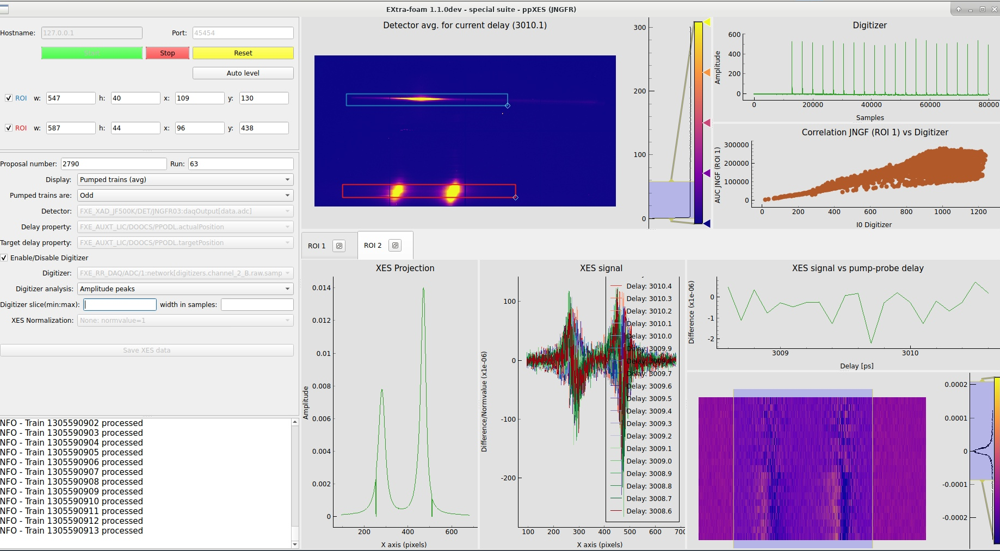 EXtra-foam 1.1.0dev - special suite - ppXES (JNGFR)
Hostname: 127.0.0.1 Port: 45454
Stop Reset
Auto level
ROI w: 547 h: 40 x: 109 y: 130
ROI w: 587 h: 44 x: 96 y: 438
Proposal number: 2790 Run: 63
Display: Pumped trains (avg)
Pumped trains are: Odd
Detector: FXE_XAD_JF500K/DET/JNGFR03:daqOutput[data.adc]
Delay property: FXE_AUXT_LIC/DOOCS/PPODL.actualPosition
Target delay property: FXE_AUXT_LIC/DOOCS/PPODL.targetPosition
Enable/Disable Digitizer
Digitizer: FXE_RR_DAQ/ADC/1:network[digitizers.channel_2_B.raw.samp
Digitizer analysis: Amplitude peaks
Digitizer slice(min:max): width in samples:
XES Normalization: None: normvalue=1
Save XES data
NFO - Train 1305590902 processed
NFO - Train 1305590903 processed
NFO - Train 1305590904 processed
NFO - Train 1305590905 processed
NFO - Train 1305590906 processed
NFO - Train 1305590907 processed
NFO - Train 1305590908 processed
NFO - Train 1305590909 processed
NFO - Train 1305590910 processed
NFO - Train 1305590911 processed
NFO - Train 1305590912 processed
NFO - Train 1305590913 processed
Detector avg. for current delay (3010.1)
300
200
100
0
Digitizer
Amplitude
600
400
200
0
0 20000 40000 60000 80000
Samples
Correlation JNGF (ROI 1) vs Digitizer
AUC JNGF (ROI 1)
300000
200000
100000
0
0 200 400 600 800 1000 1200
I0 Digitizer
ROI 1 ROI 2
XES Projection
Amplitude
0.014
0.012
0.01
0.008
0.006
0.004
0.002
0
200 400 600
X axis (pixels)
XES signal
Difference/Normvalue (x1e-06)
100
0
-100
-200
100 200 300 400 500 600 700
X axis (pixels)
Delay: 3010.4
Delay: 3010.3
Delay: 3010.2
Delay: 3010.1
Delay: 3010.0
Delay: 3009.9
Delay: 3009.8
Delay: 3009.7
Delay: 3009.6
Delay: 3009.5
Delay: 3009.4
Delay: 3009.3
Delay: 3009.2
Delay: 3009.1
Delay: 3009.0
Delay: 3008.9
Delay: 3008.8
Delay: 3008.7
Delay: 3008.6
XES signal vs pump-probe delay
Difference (x1e-06)
0
-1
-2
3009 3010
Delay [ps]
0.0002
0.0001
0
-0.0001
-0.0002